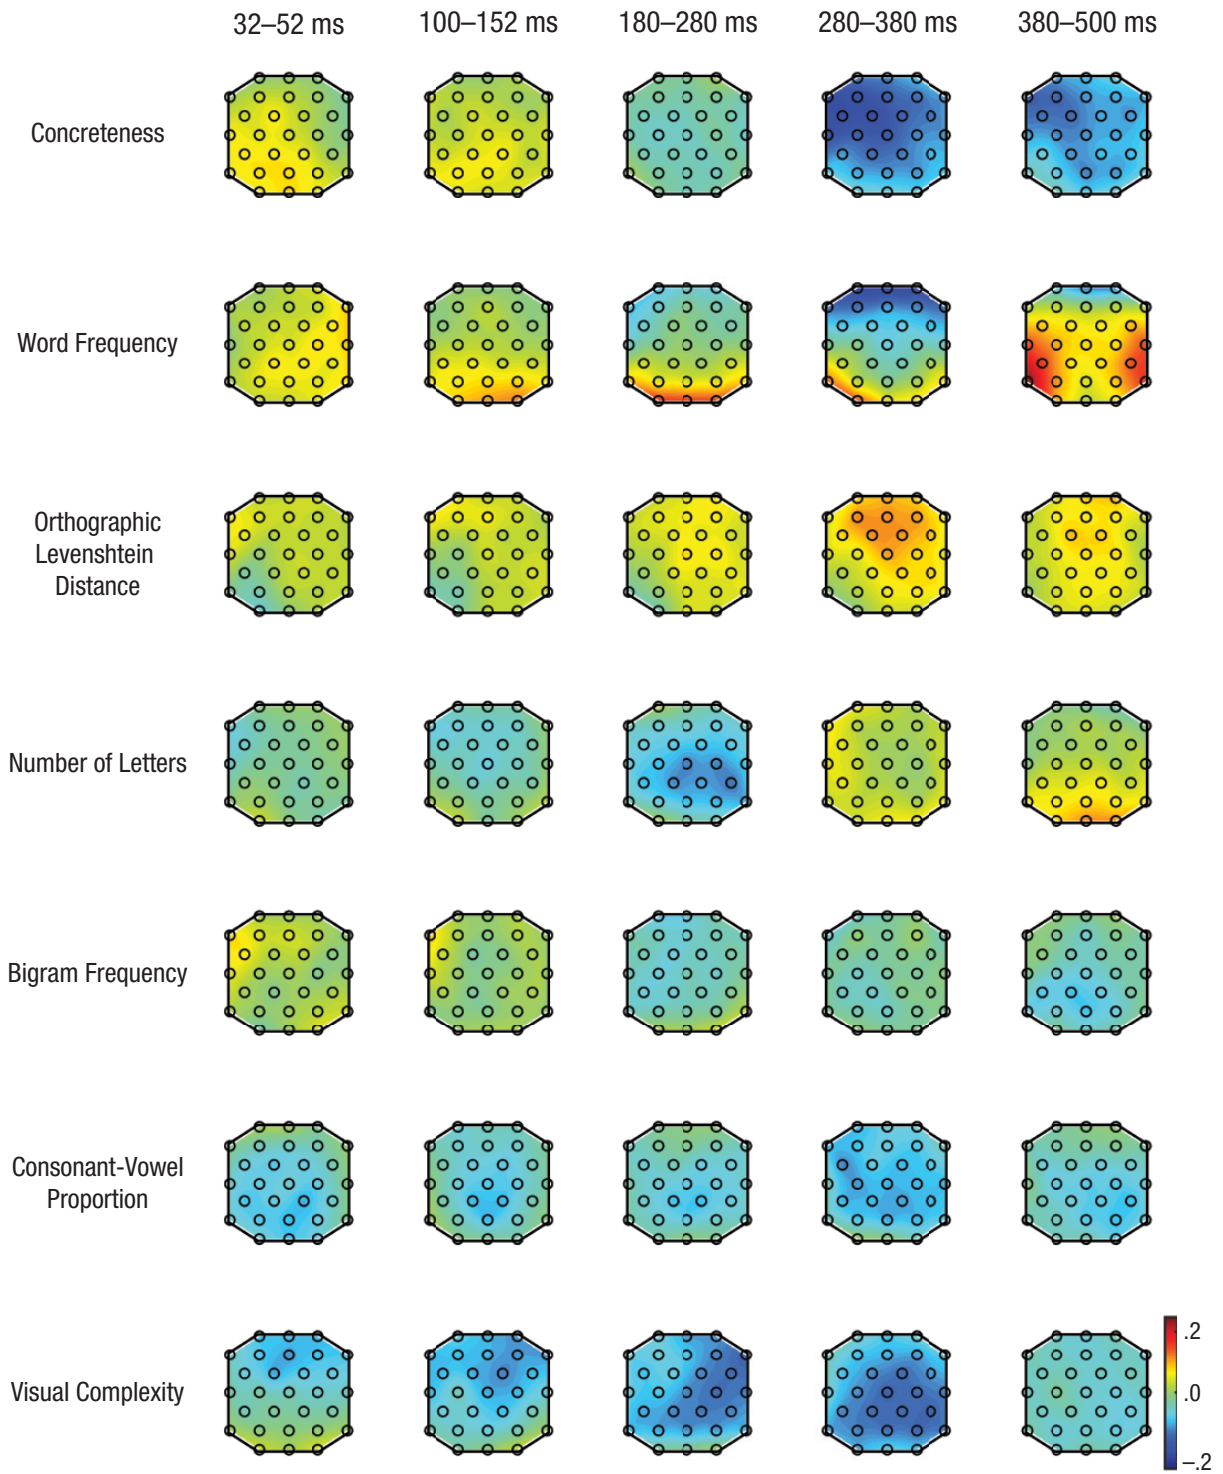 32–52 ms
100–152 ms
180–280 ms
280–380 ms
380–500 ms
Concreteness
Word Frequency
Orthographic
Levenshtein
Distance
Number of Letters
Bigram Frequency
Consonant-Vowel
Proportion
Visual Complexity
.2
.0
–.2